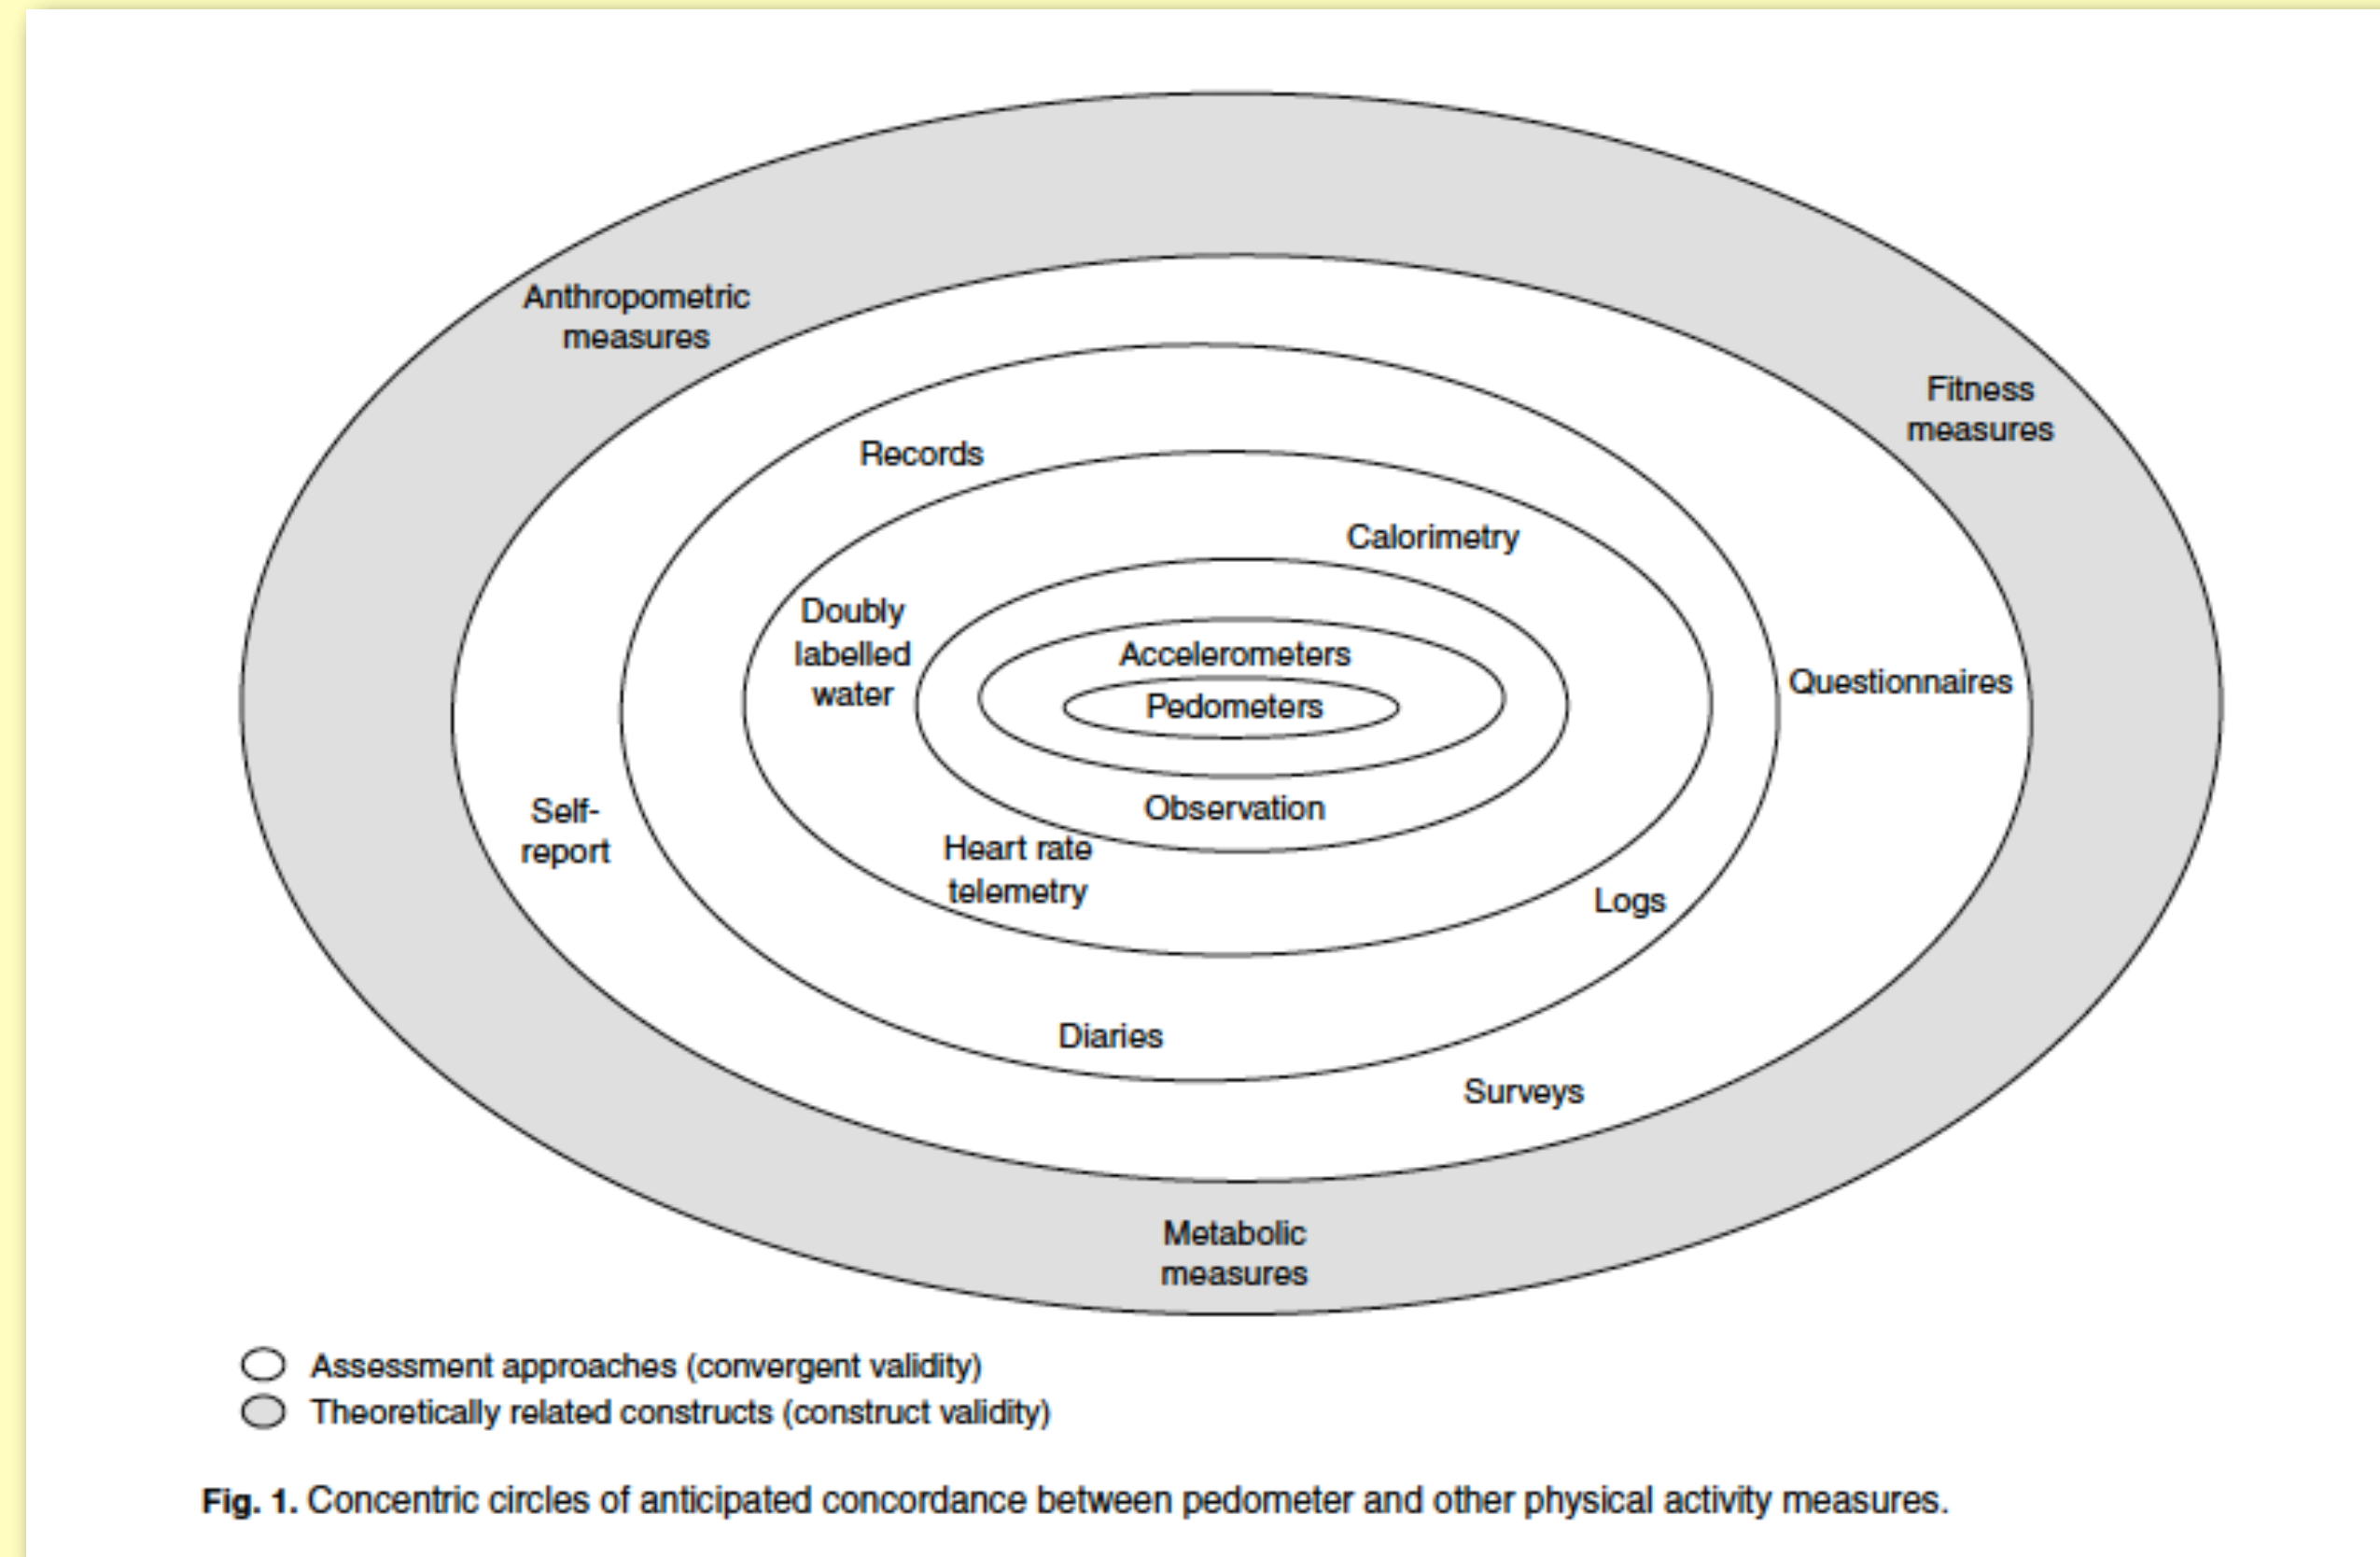 Anthropometric
measures
Fitness
measures
Records
Calorimetry
Doubly
labelled
water
Accelerometers
Pedometers
Questionnaires
Self-
report
Observation
Heart rate
telemetry
Logs
Diaries
Surveys
Metabolic
measures
Assessment approaches (convergent validity)
Theoretically related constructs (construct validity)
Fig. 1. Concentric circles of anticipated concordance between pedometer and other physical activity measures.